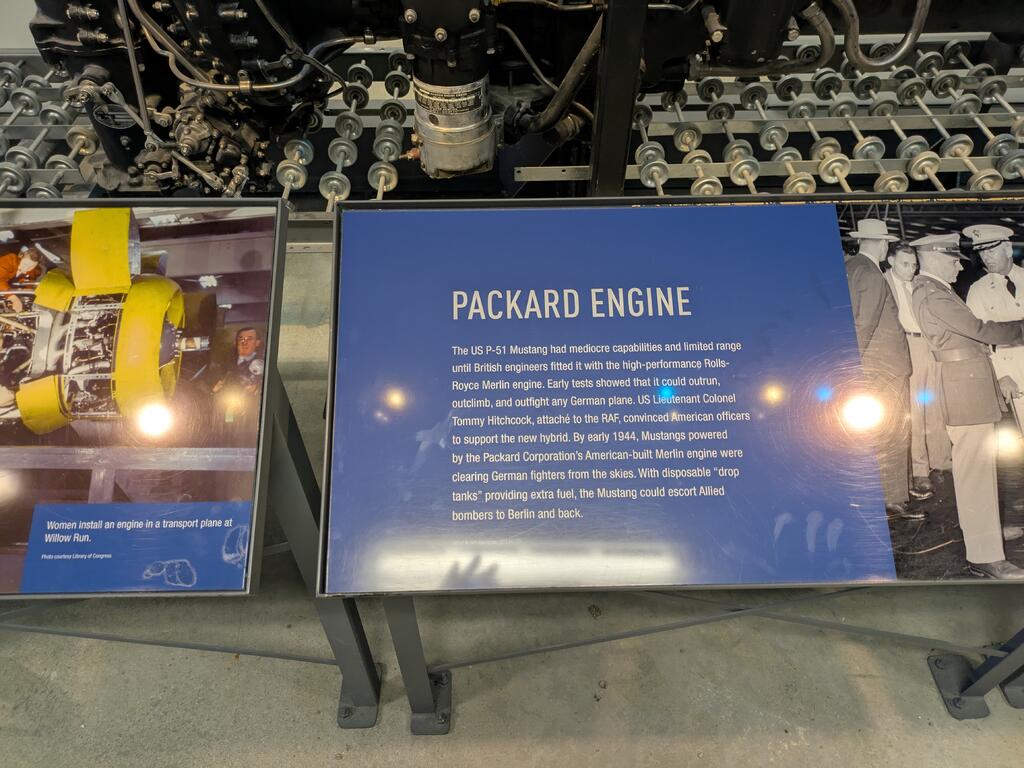 Women install an engine in a transport plane at
Willow Run.
Photo courtesy Library of Congress
PACKARD ENGINE
The US P-51 Mustang had mediocre capabilities and limited range
until British engineers fitted it with the high-performance Rolls-
Royce Merlin engine. Early tests showed that it could outrun,
outclimb, and outfight any German plane. US Lieutenant Colonel
Tommy Hitchcock, attaché to the RAF, convinced American officers
to support the new hybrid. By early 1944, Mustangs powered
by the Packard Corporation's American-built Merlin engine were
clearing German fighters from the skies. With disposable “drop
tanks” providing extra fuel, the Mustang could escort Allied
bombers to Berlin and back.